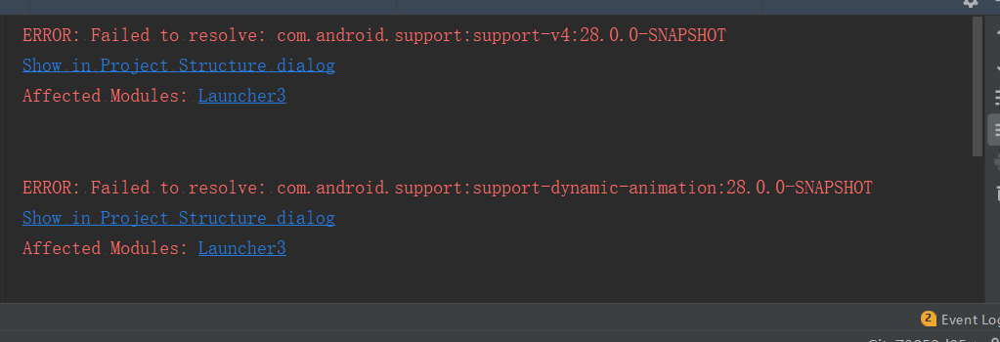 ERROR: Failed to resolve: com.android.support:support-v4:28.0.0-SNAPSHOT
Show in Project Structure dialog
Affected Modules: Launcher3
ERROR: Failed to resolve: com.android.support:support-dynamic-animation:28.0.0-SNAPSHOT
Show in Project Structure dialog
Affected Modules: Launcher3
2 Event Log